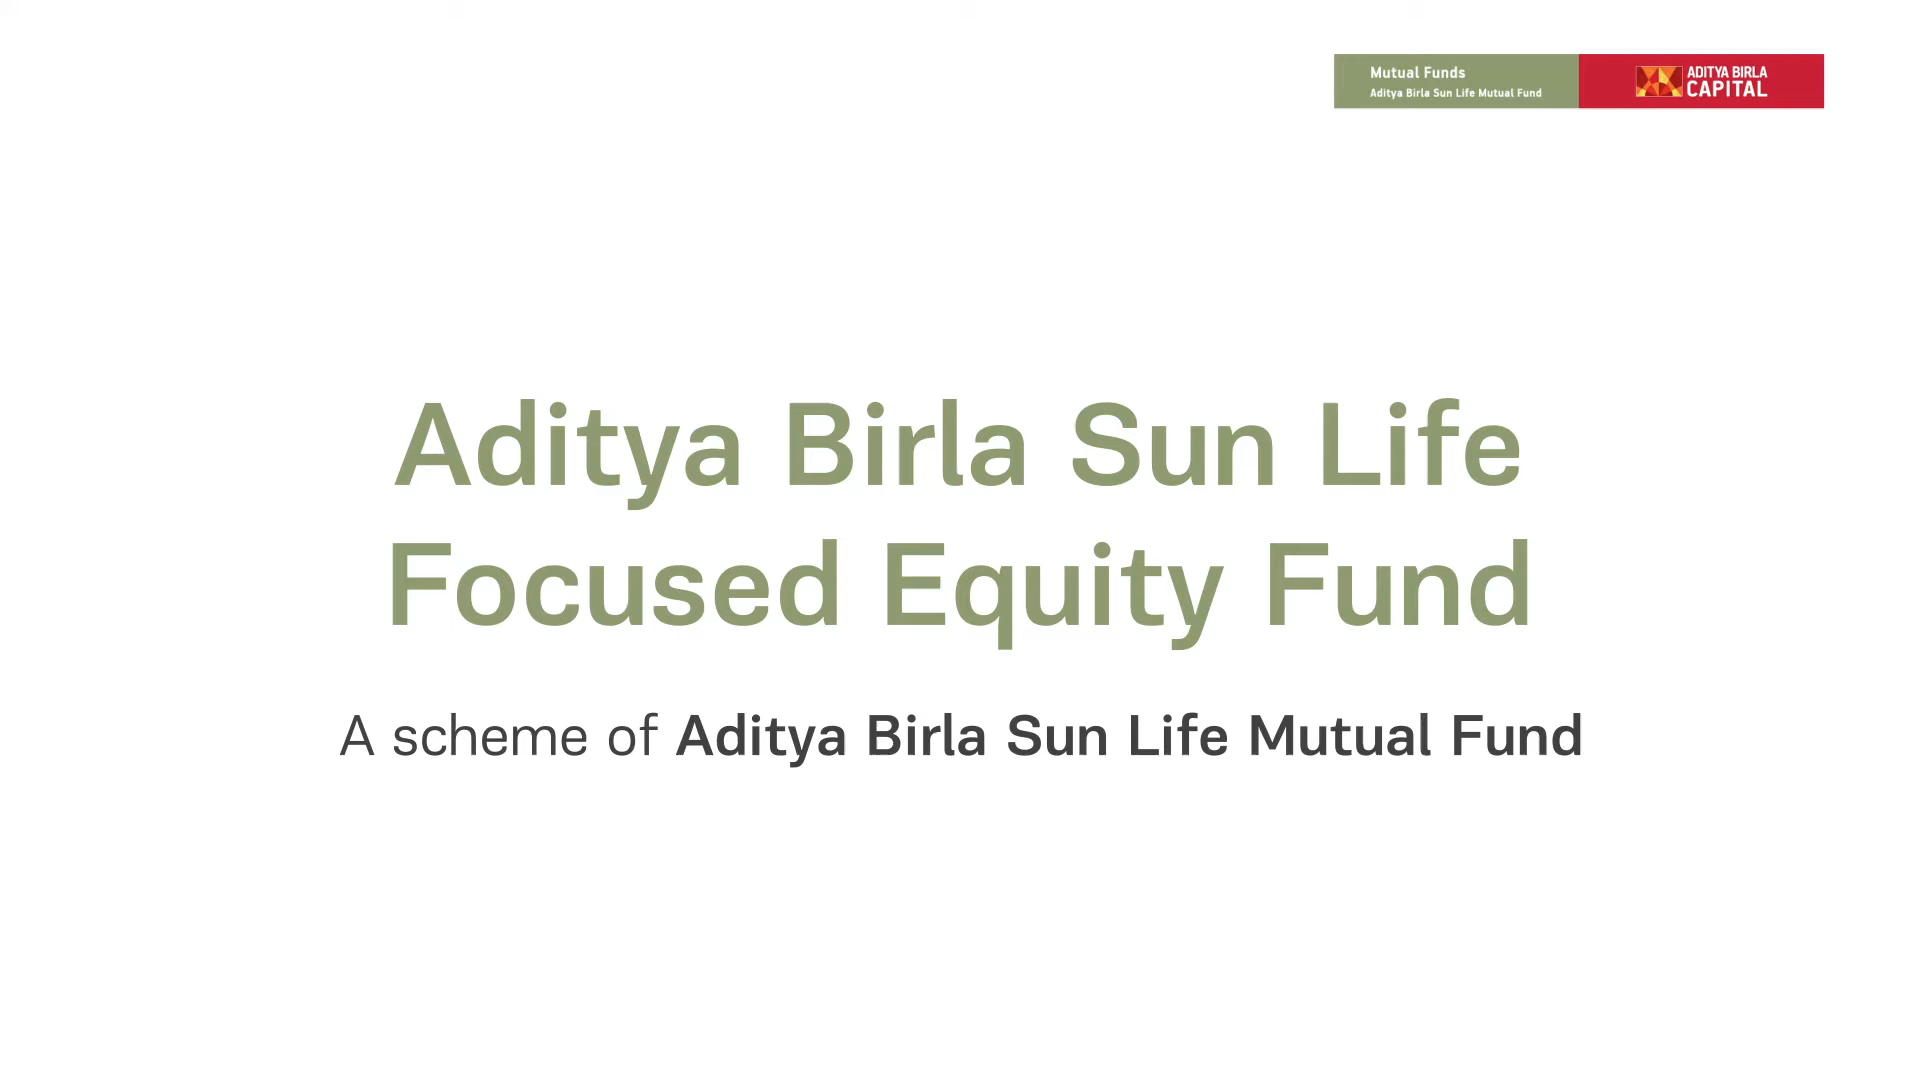 Mutual Funds
Aditya Birla Sun Life Mutual Fund
ADITYA BIRLA
CAPITAL
Aditya Birla Sun Life
Focused Equity Fund
A scheme of Aditya Birla Sun Life Mutual Fund